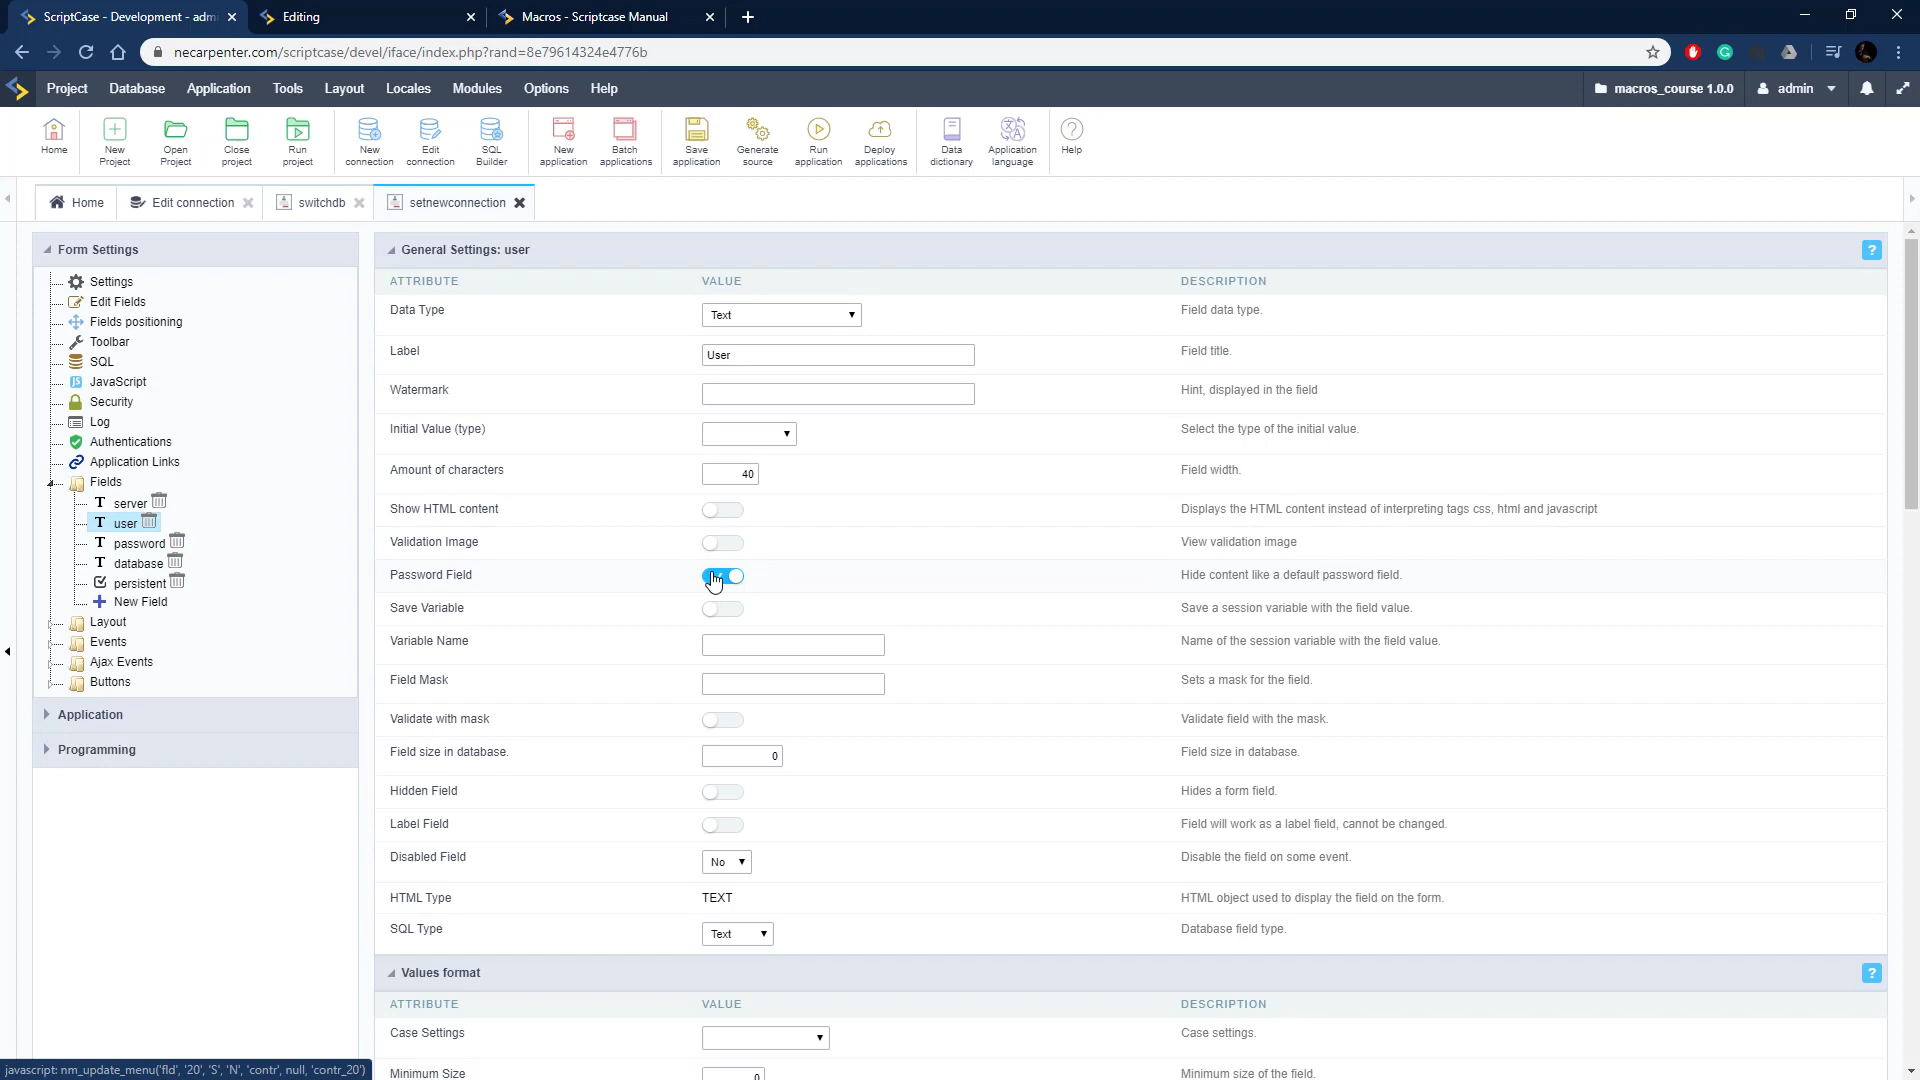 ScriptCase - Development - admi
Editing
Macros - Scriptcase Manual
necarpenter.com/scriptcase/devel/iface/index.php?rand=8e79614324e4776b
Project Database Application Tools Layout Locales Modules Options Help
macros_course 1.0.0
admin
Home
New Project
Open Project
Close project
Run project
New connection
Edit connection
SQL Builder
New application
Batch applications
Save application
Generate source
Run application
Deploy applications
Data dictionary
Application language
Help
Home
Edit connection
switchdb
setnewconnection
Form Settings
Settings
Edit Fields
Fields positioning
Toolbar
SQL
JavaScript
Security
Log
Authentications
Application Links
Fields
server
user
password
database
persistent
New Field
Layout
Events
Ajax Events
Buttons
Application
Programming
General Settings: user
?
ATTRIBUTE VALUE DESCRIPTION
Data Type Text Field data type.
Label User Field title.
Watermark Hint, displayed in the field
Initial Value (type) Select the type of the initial value.
Amount of characters 40 Field width.
Show HTML content Displays the HTML content instead of interpreting tags css, html and javascript
Validation Image View validation image
Password Field Hide content like a default password field.
Save Variable Save a session variable with the field value.
Variable Name Name of the session variable with the field value.
Field Mask Sets a mask for the field.
Validate with mask Validate field with the mask.
Field size in database. 0 Field size in database.
Hidden Field Hides a form field.
Label Field Field will work as a label field, cannot be changed.
Disabled Field No Disable the field on some event.
HTML Type TEXT HTML object used to display the field on the form.
SQL Type Text Database field type.
Values format
?
ATTRIBUTE VALUE DESCRIPTION
Case Settings Case settings.
Minimum Size 0 Minimum size of the field.
javascript: nm_update_menu('fld', '20', 'S', 'N', 'contr', null, 'contr_20')